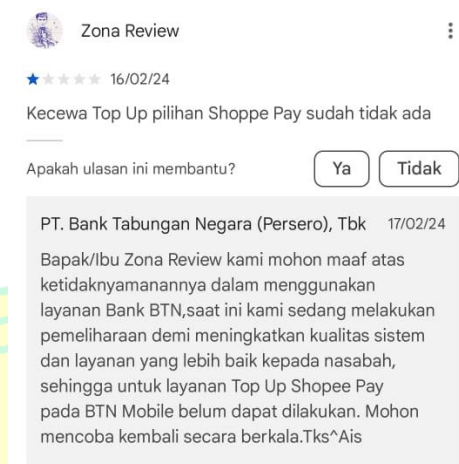 Zona Review
16/02/24
Kecewa Top Up pilihan Shoppe Pay sudah tidak ada
Apakah ulasan ini membantu?
Ya
Tidak
PT. Bank Tabungan Negara (Persero), Tbk 17/02/24
Bapak/Ibu Zona Review kami mohon maaf atas
ketidaknyamanannya dalam menggunakan
layanan Bank BTN,saat ini kami sedang melakukan
pemeliharaan demi meningkatkan kualitas sistem
dan layanan yang lebih baik kepada nasabah,
sehingga untuk layanan Top Up Shopee Pay
pada BTN Mobile belum dapat dilakukan. Mohon
mencoba kembali secara berkala.Tks^Ais